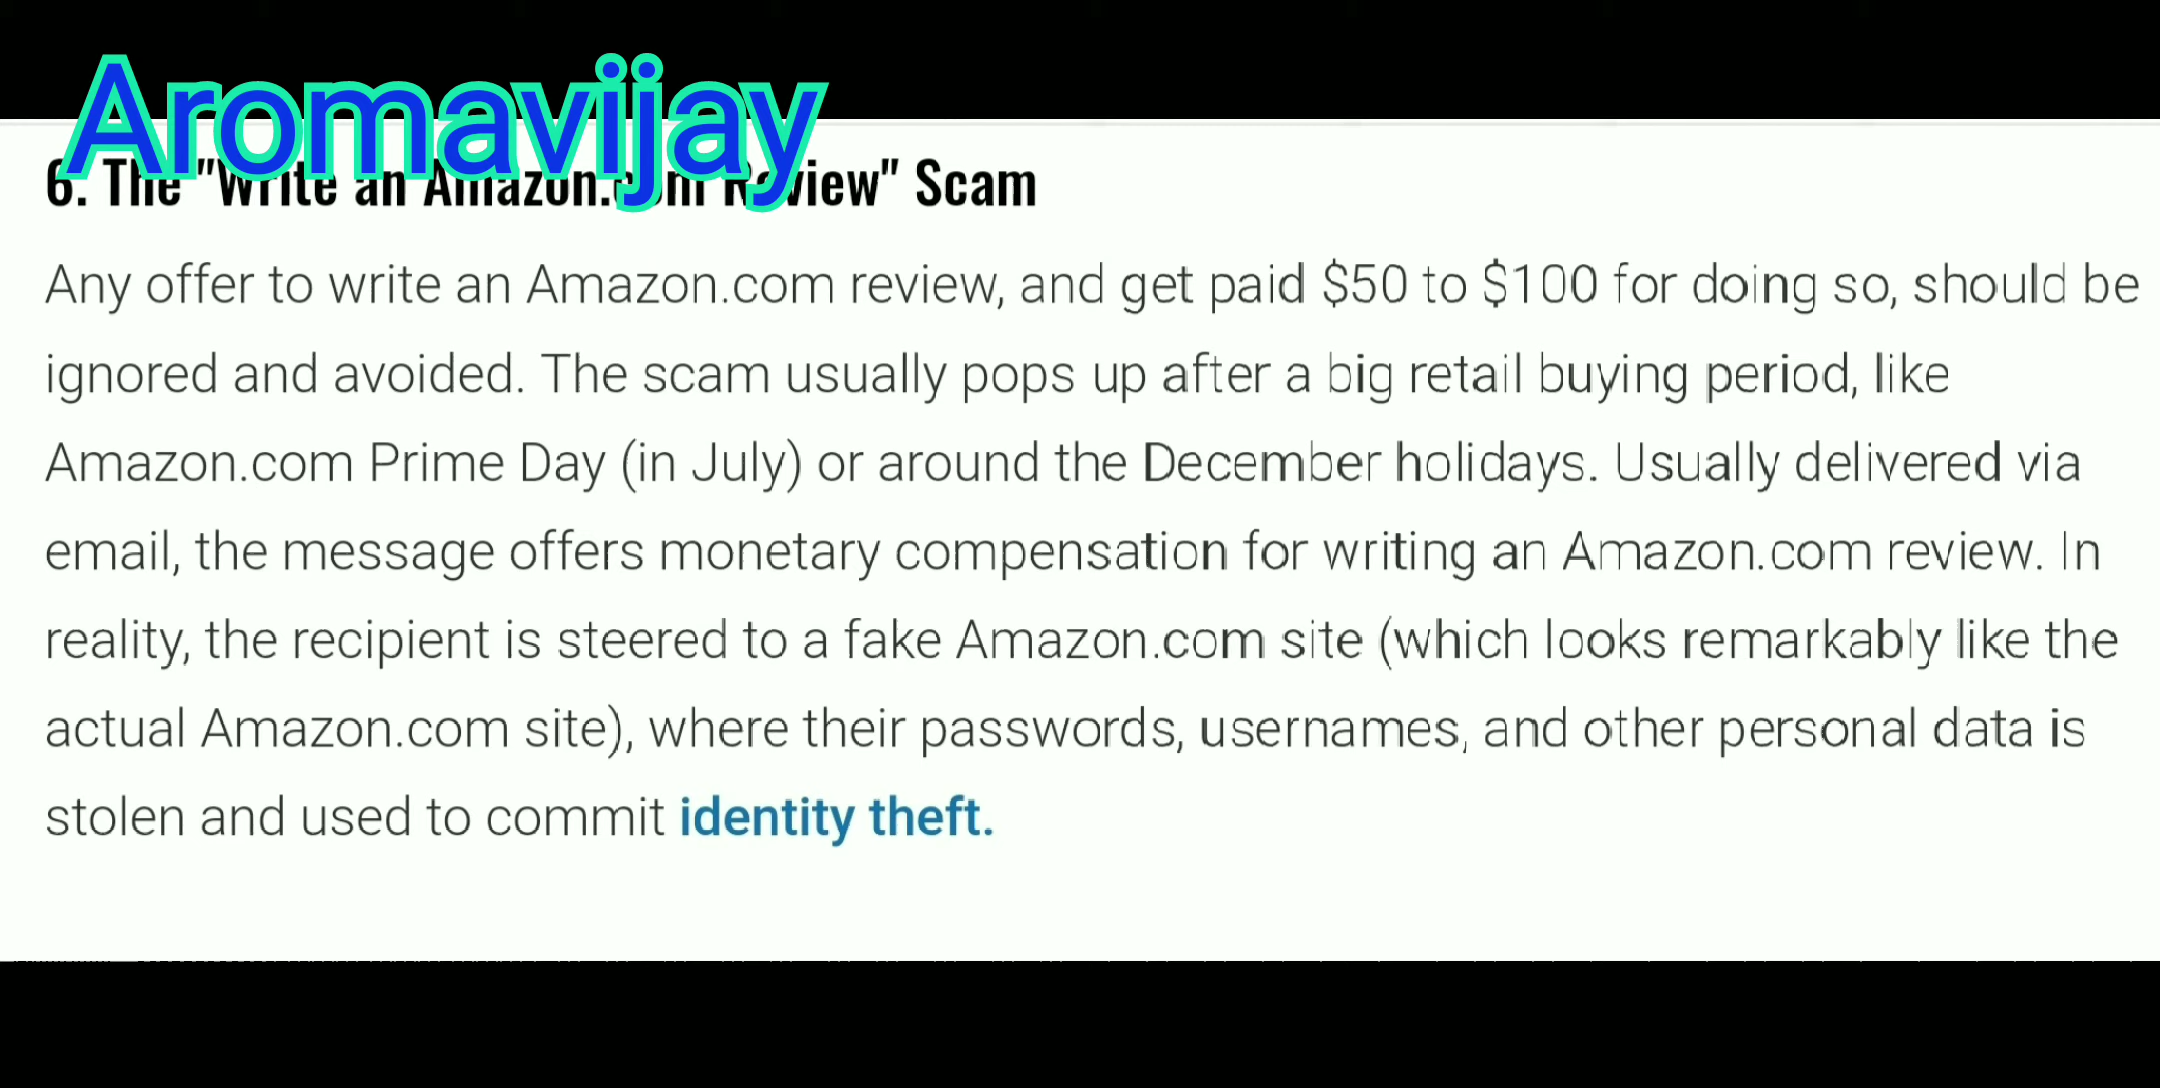 Aromavijay
6. The "Write an Amazon.com Review" Scam
Any offer to write an Amazon.com review, and get paid $50 to $100 for doing so, should be
ignored and avoided. The scam usually pops up after a big retail buying period, like
Amazon.com Prime Day (in July) or around the December holidays. Usually delivered via
email, the message offers monetary compensation for writing an Amazon.com review. In
reality, the recipient is steered to a fake Amazon.com site (which looks remarkably like the
actual Amazon.com site), where their passwords, usernames, and other personal data is
stolen and used to commit identity theft.